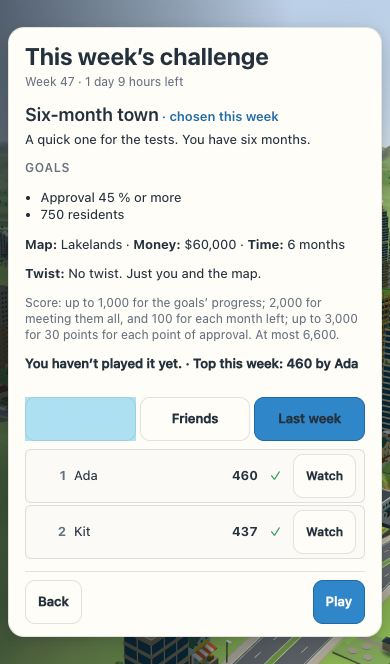 This week's challenge
Week 47 · 1 day 9 hours left
Six-month town · chosen this week
A quick one for the tests. You have six months.
GOALS
• Approval 45 % or more
• 750 residents
Map: Lakelands · Money: $60,000 · Time: 6 months
Twist: No twist. Just you and the map.
Score: up to 1,000 for the goals' progress; 2,000 for
meeting them all, and 100 for each month left; up to 3,000
for 30 points for each point of approval. At most 6,600.
You haven't played it yet. · Top this week: 460 by Ada
Friends Last week
1 Ada 460 ✓ Watch
2 Kit 437 ✓ Watch
Back Play